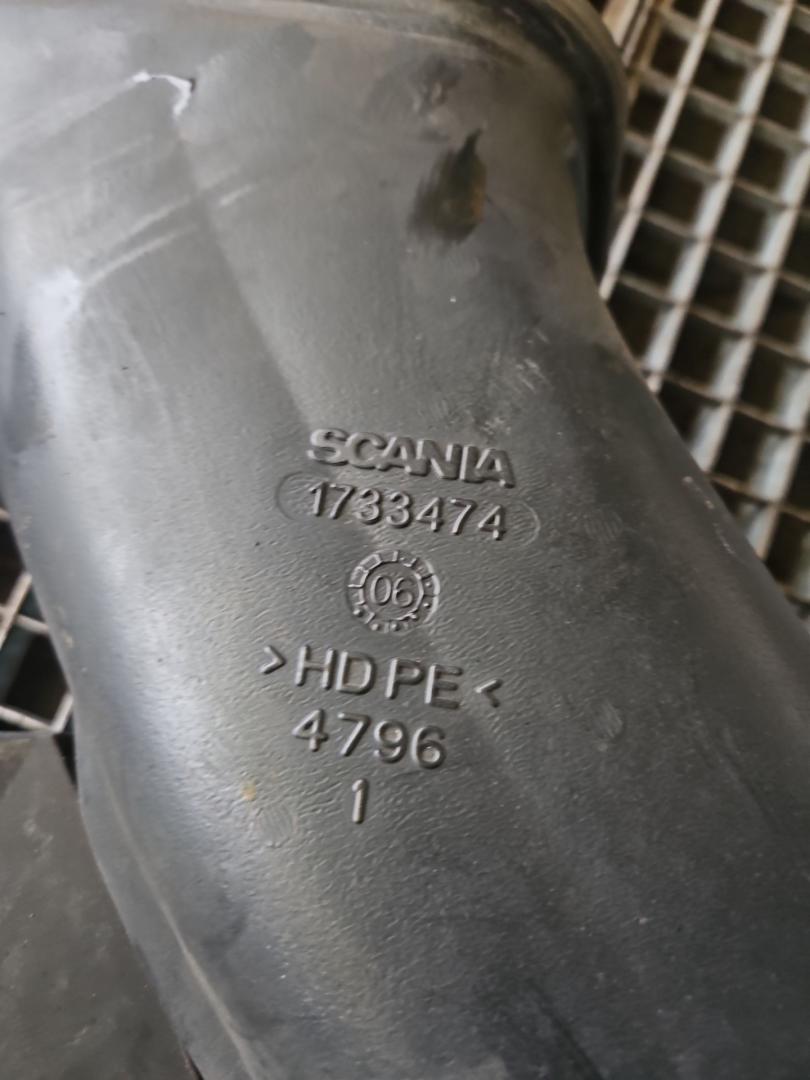 SCANIA
1733474
06
>HDPE<
4796
1